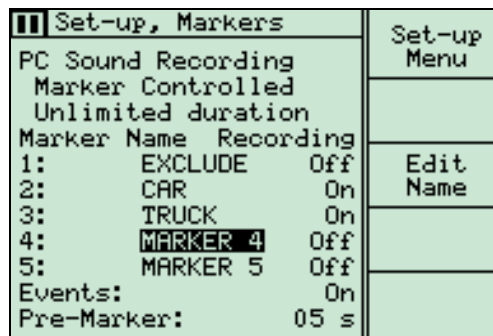 Set-up, Markers
PC Sound Recording
Marker Controlled
Unlimited duration
Marker Name Recording
1: EXCLUDE Off
2: CAR On
3: TRUCK On
4: MARKER 4 Off
5: MARKER 5 Off
Events: On
Pre-Marker: 05 s
Set-up
Menu
Edit
Name